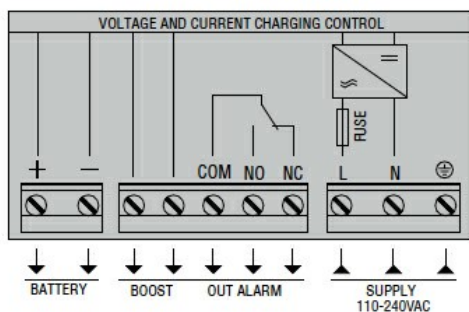 VOLTAGE AND CURRENT CHARGING CONTROL
FUSE
+ − COM NO NC L N
BATTERY BOOST OUT ALARM SUPPLY
110-240VAC